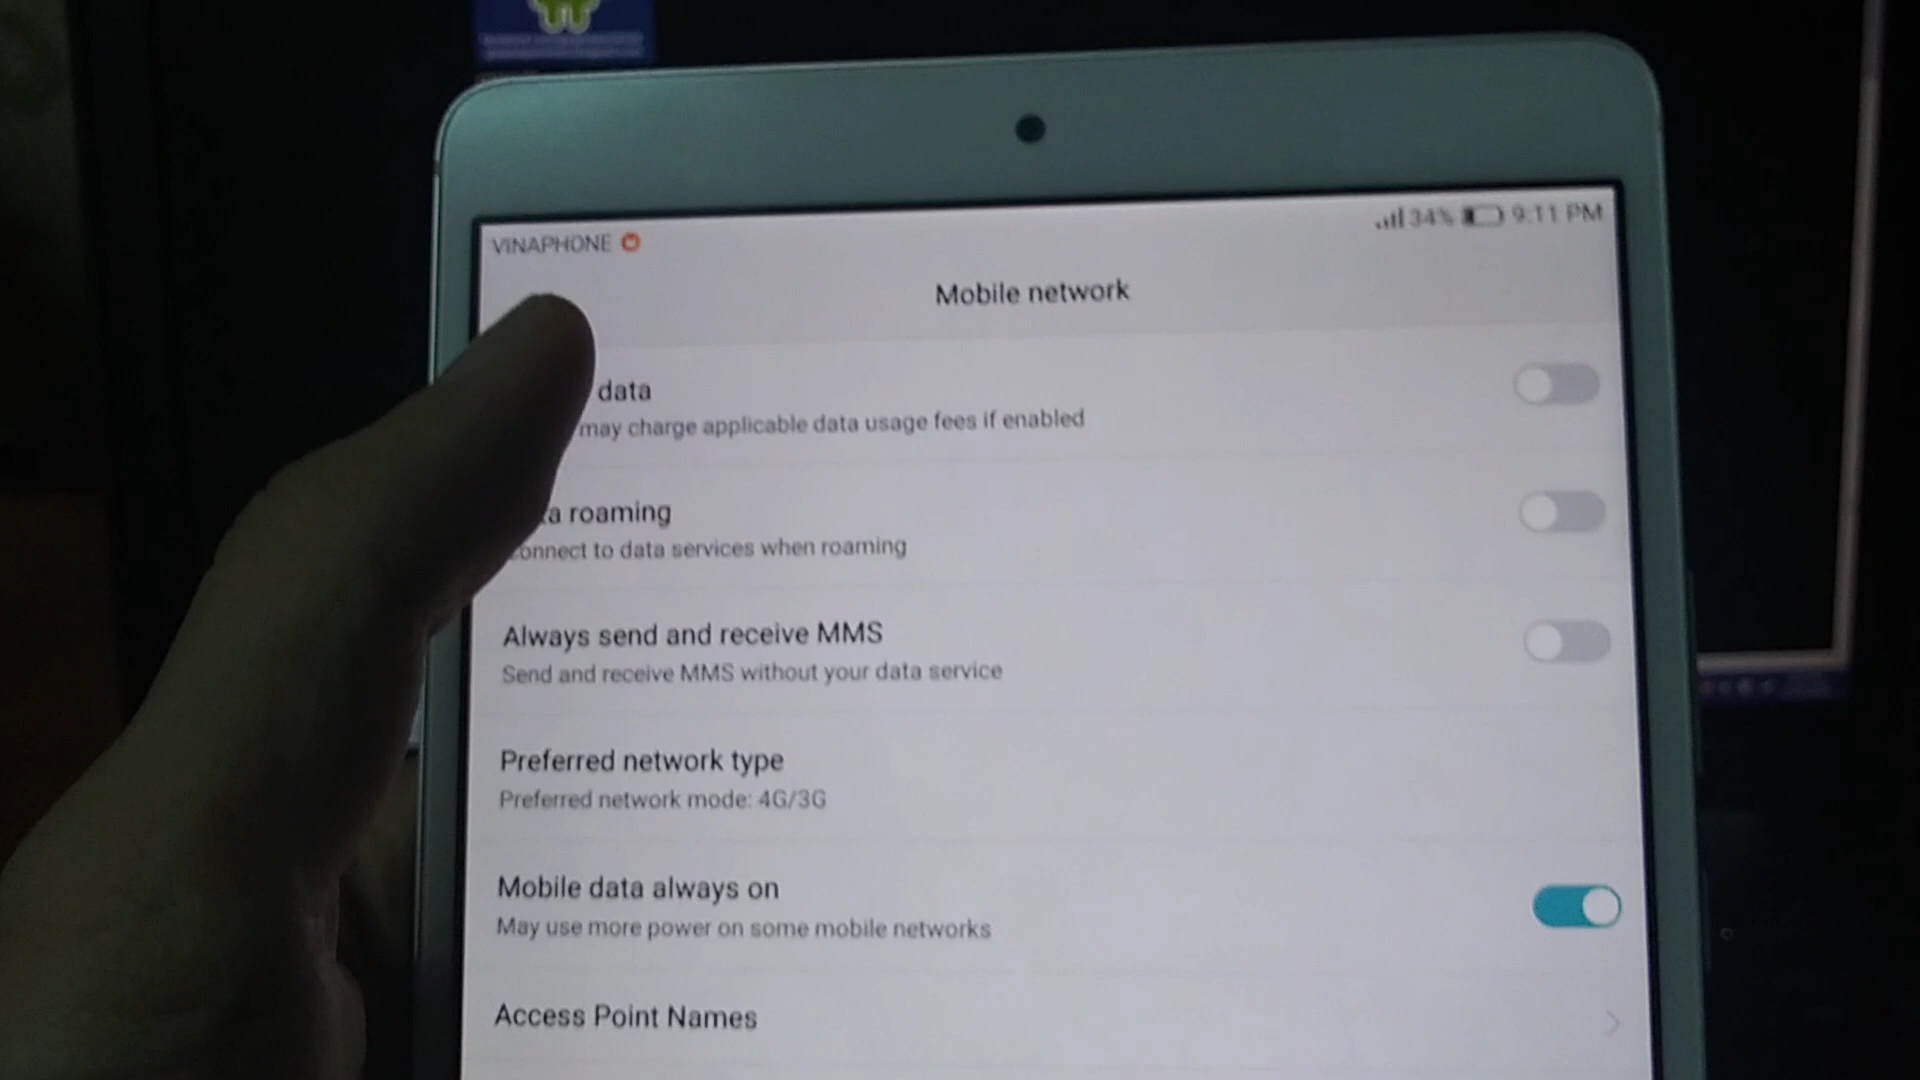 VINAPHONE 34% 9:11 PM
Mobile network
data
may charge applicable data usage fees if enabled
a roaming
onnect to data services when roaming
Always send and receive MMS
Send and receive MMS without your data service
Preferred network type
Preferred network mode: 4G/3G
Mobile data always on
May use more power on some mobile networks
Access Point Names